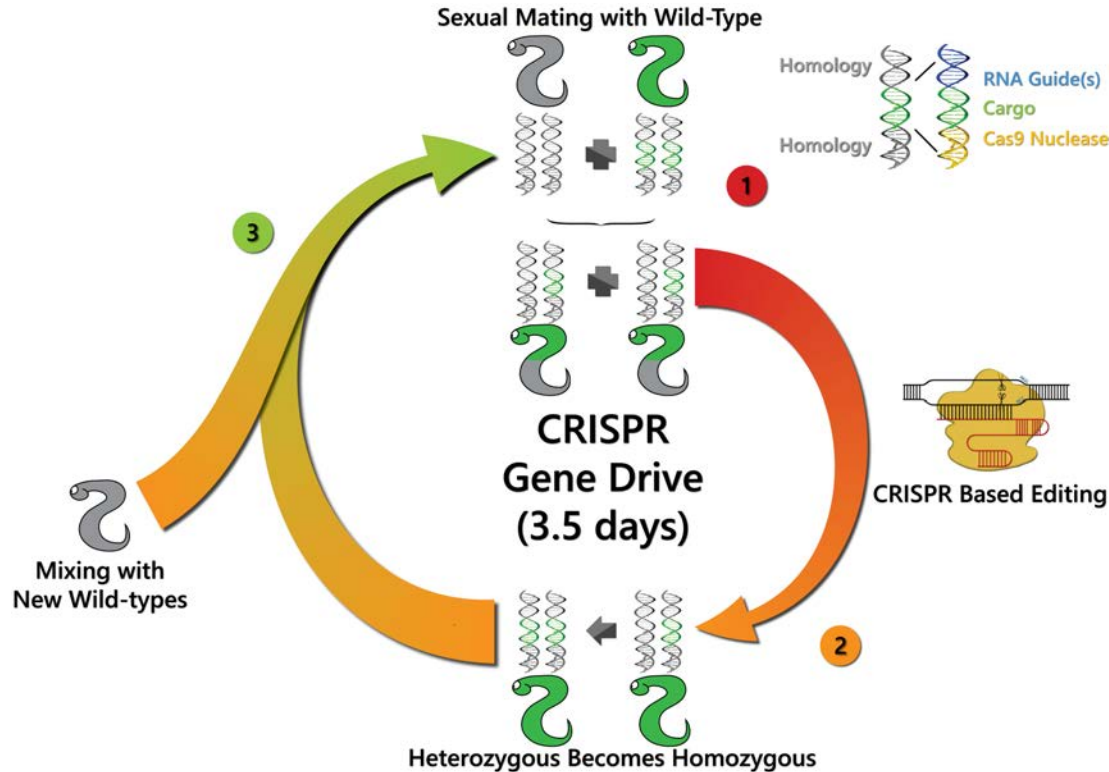 Sexual Mating with Wild-Type
Homology
RNA Guide(s)
Cargo
Homology
Cas9 Nuclease
1
3
CRISPR
Gene Drive
(3.5 days)
CRISPR Based Editing
Mixing with
New Wild-types
2
Heterozygous Becomes Homozygous